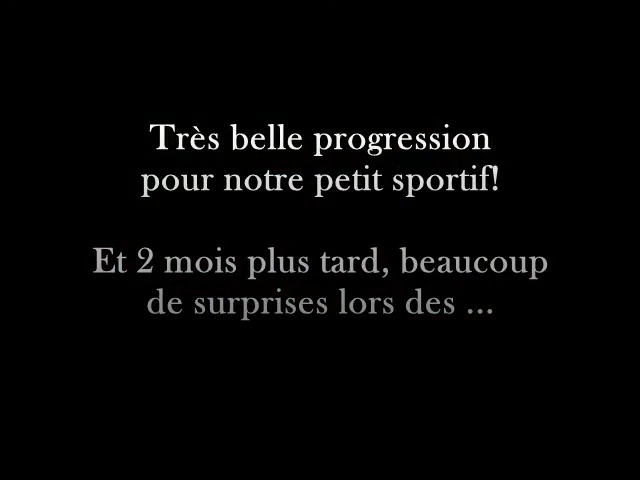 Très belle progression
pour notre petit sportif!
Et 2 mois plus tard, beaucoup
de surprises lors des ...